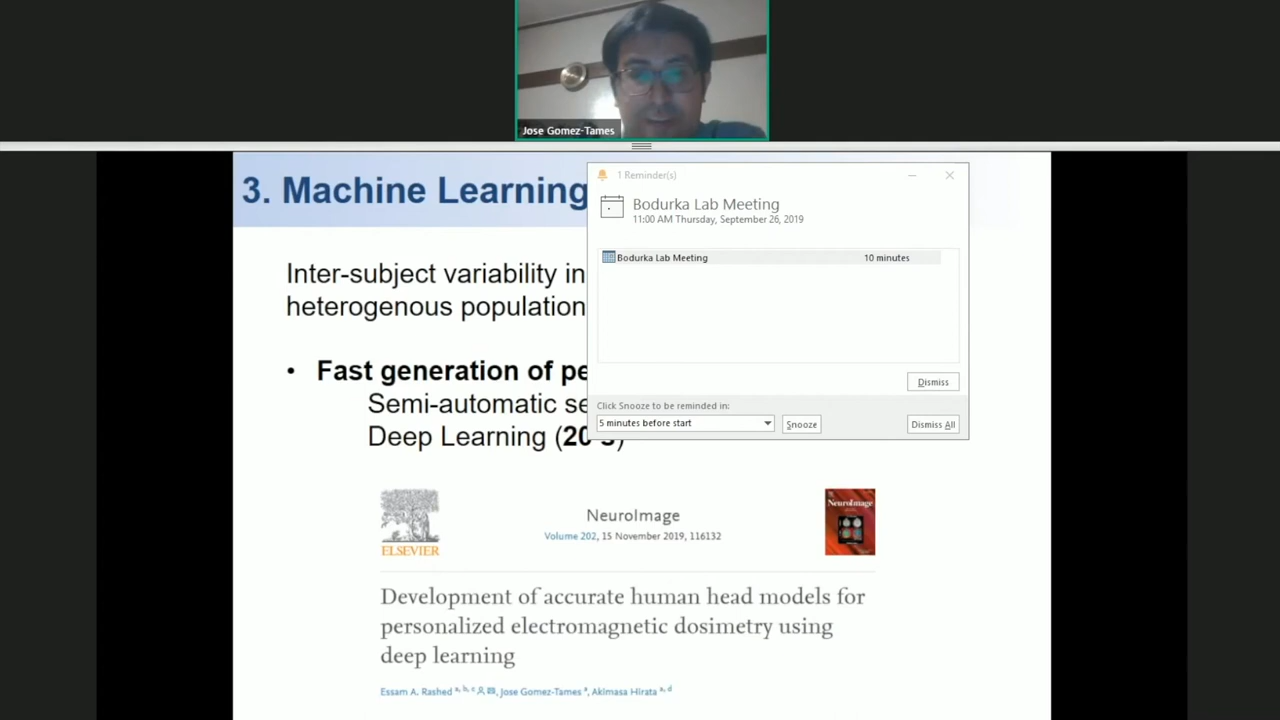 Jose Gomez-Tames
3. Machine Learning
1 Reminder(s)
Bodurka Lab Meeting
11:00 AM Thursday, September 26, 2019
Bodurka Lab Meeting 10 minutes
Dismiss
Click Snooze to be reminded in:
5 minutes before start
Snooze
Dismiss All
Inter-subject variability in
heterogenous population
• Fast generation of pe
Semi-automatic se
Deep Learning (20 s)
ELSEVIER
NeuroImage
Volume 202, 15 November 2019, 116132
NeuroImage
Development of accurate human head models for
personalized electromagnetic dosimetry using
deep learning
Essam A. Rashed a, b, c, Jose Gomez-Tames a, Akimasa Hirata a, d